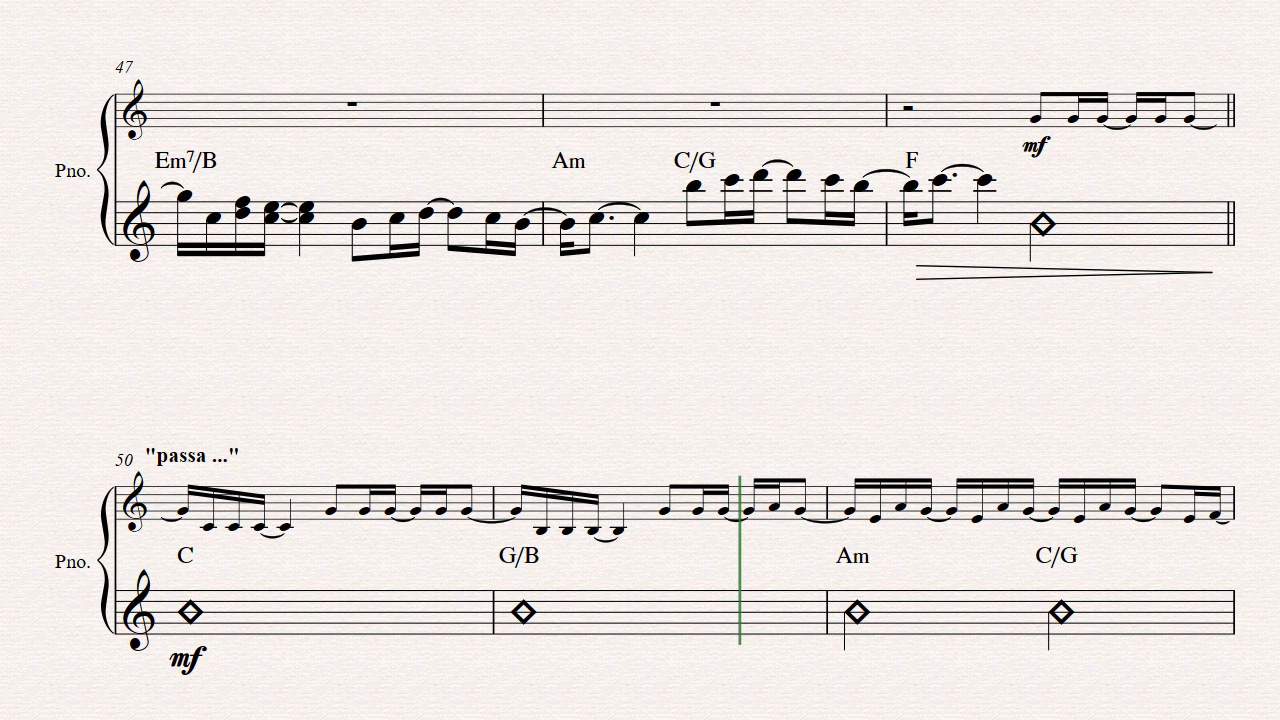 47
Em7/B Am C/G F
mf
Pno.
50 "passa ..."
C G/B Am C/G
Pno.
mf